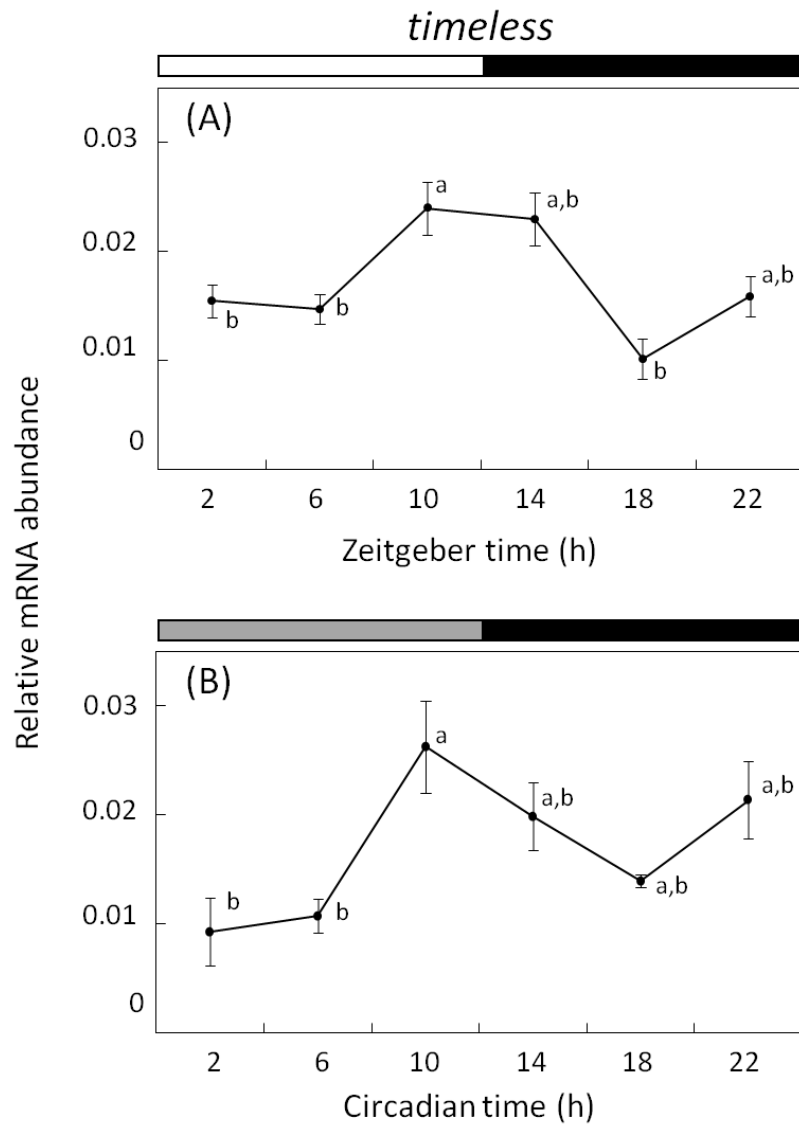 timeless
(A)
0.03
0.02
0.01
0
a
a,b
b
b
b
a,b
2 6 10 14 18 22
Zeitgeber time (h)
Relative mRNA abundance
(B)
0.03
0.02
0.01
0
b
b
a
a,b
a,b
a,b
2 6 10 14 18 22
Circadian time (h)